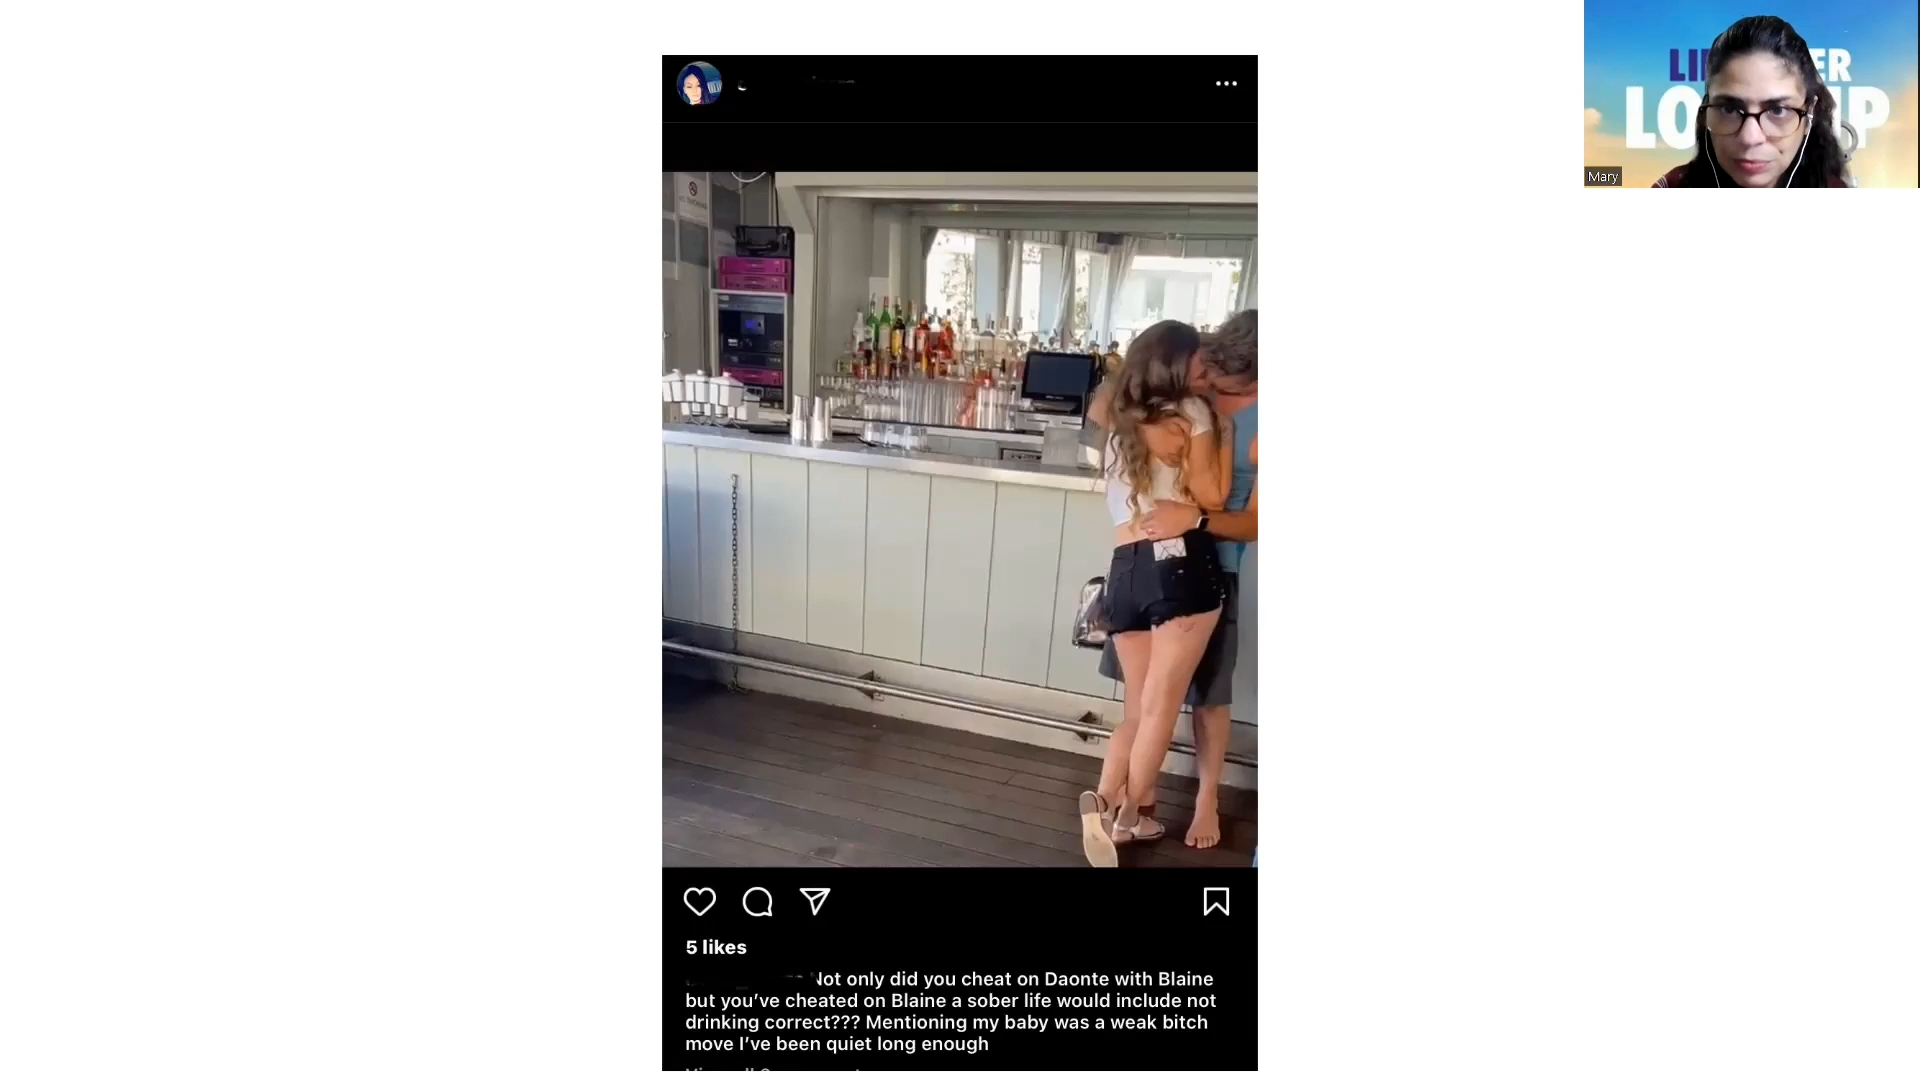 Mary
5 likes
Not only did you cheat on Daonte with Blaine
but you've cheated on Blaine a sober life would include not
drinking correct??? Mentioning my baby was a weak bitch
move I've been quiet long enough